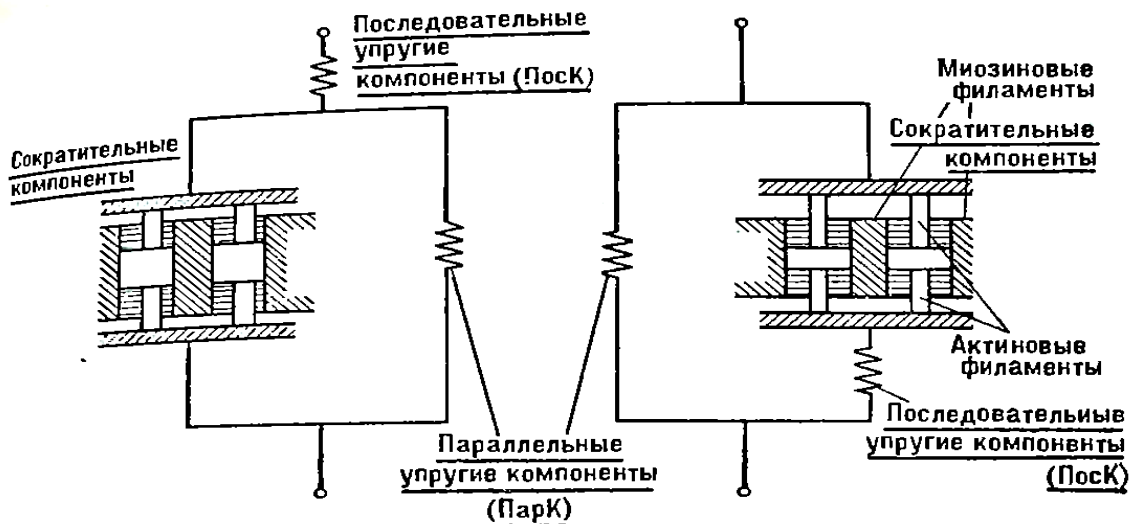 Последовательные
упругие
компоненты (ПосК)
Сократительные
компоненты
Параллельные
упругие компоненты
(ПарК)
Миозиновые
филаменты
Сократительные
компоненты
Актиновые
филаменты
Последовательиыв
упругие компонвнты
(ПосК)